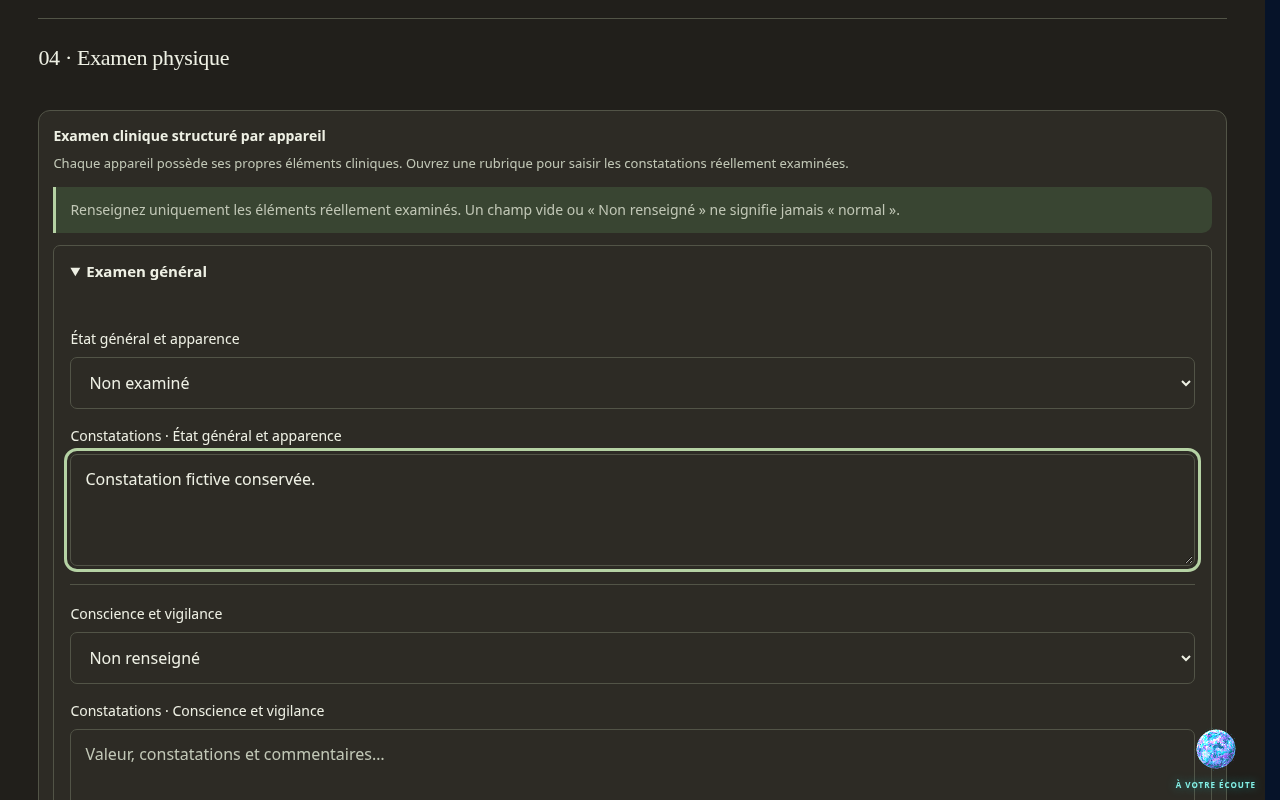 04 · Examen physique
Examen clinique structuré par appareil
Chaque appareil possède ses propres éléments cliniques. Ouvrez une rubrique pour saisir les constatations réellement examinées.
Renseignez uniquement les éléments réellement examinés. Un champ vide ou « Non renseigné » ne signifie jamais « normal ».
Examen général
État général et apparence
Non examiné
Constatations · État général et apparence
Constatation fictive conservée.
Conscience et vigilance
Non renseigné
Constatations · Conscience et vigilance
Valeur, constatations et commentaires…
À VOTRE ÉCOUTE